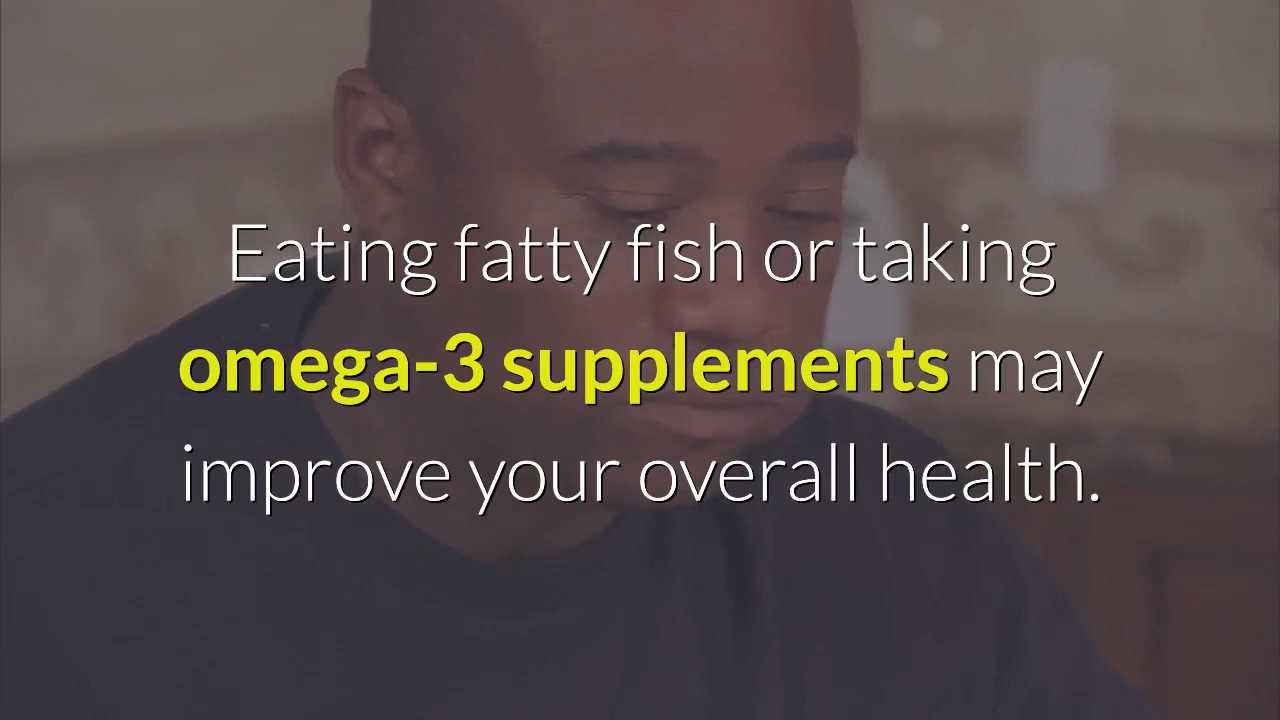 Eating fatty fish or taking
omega-3 supplements may
improve your overall health.